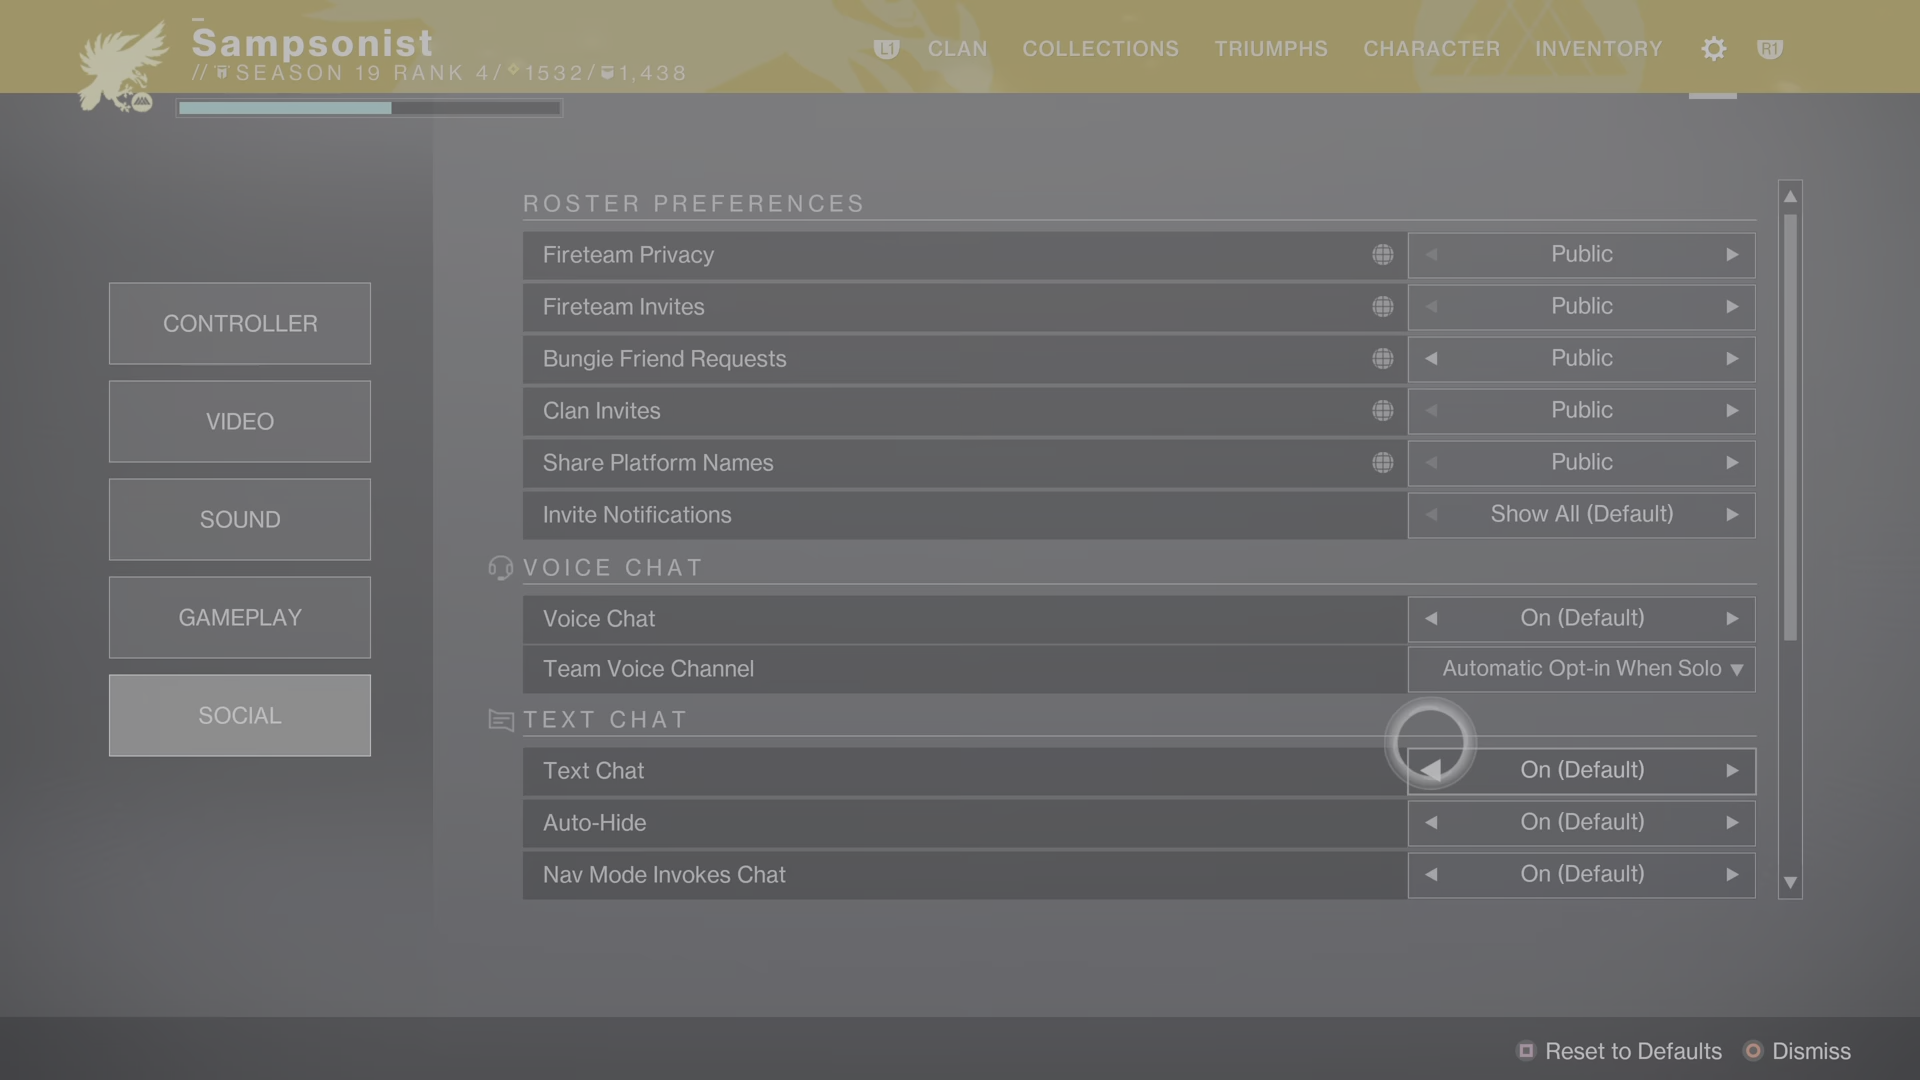 Sampsonist
// SEASON 19 RANK 4/ 1532/ 1,438
L1 CLAN COLLECTIONS TRIUMPHS CHARACTER INVENTORY R1
CONTROLLER
VIDEO
SOUND
GAMEPLAY
SOCIAL
ROSTER PREFERENCES
Fireteam Privacy Public
Fireteam Invites Public
Bungie Friend Requests Public
Clan Invites Public
Share Platform Names Public
Invite Notifications Show All (Default)
VOICE CHAT
Voice Chat On (Default)
Team Voice Channel Automatic Opt-in When Solo
TEXT CHAT
Text Chat On (Default)
Auto-Hide On (Default)
Nav Mode Invokes Chat On (Default)
Reset to Defaults Dismiss